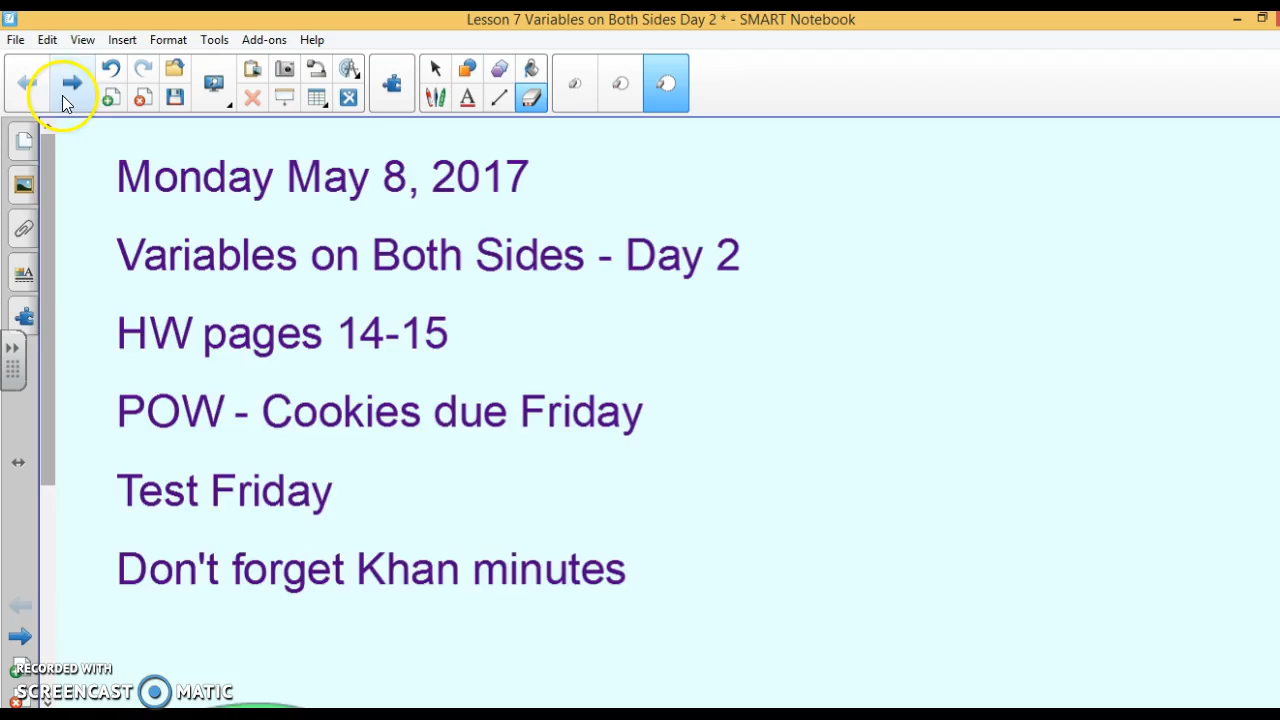 Lesson 7 Variables on Both Sides Day 2 * - SMART Notebook
File Edit View Insert Format Tools Add-ons Help
Monday May 8, 2017
Variables on Both Sides - Day 2
HW pages 14-15
POW - Cookies due Friday
Test Friday
Don't forget Khan minutes
RECORDED WITH
SCREENCAST MATIC